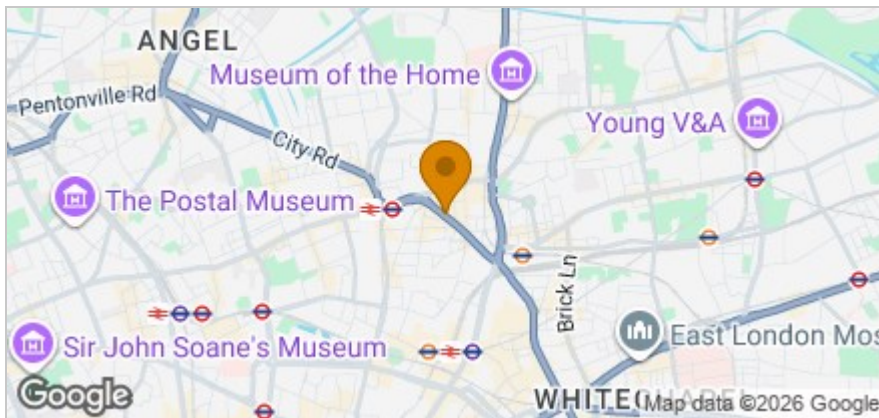 ANGEL
Museum of the Home
Pentonville Rd
City Rd
Young V&A
The Postal Museum
Brick Ln
East London Mos
Sir John Soane's Museum
WHITECHAPEL
Google
Map data ©2026 Google